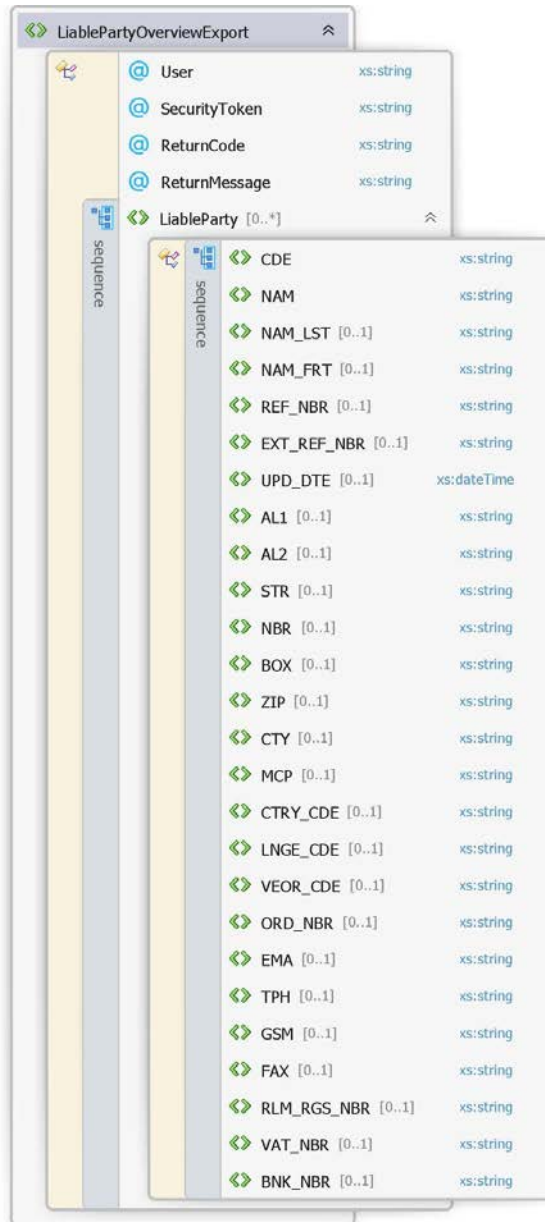 LiablePartyOverviewExport
User xs:string
SecurityToken xs:string
ReturnCode xs:string
ReturnMessage xs:string
LiableParty [0..*]
sequence
sequence
CDE xs:string
NAM xs:string
NAM_LST [0..1] xs:string
NAM_FRT [0..1] xs:string
REF_NBR [0..1] xs:string
EXT_REF_NBR [0..1] xs:string
UPD_DTE [0..1] xs:dateTime
AL1 [0..1] xs:string
AL2 [0..1] xs:string
STR [0..1] xs:string
NBR [0..1] xs:string
BOX [0..1] xs:string
ZIP [0..1] xs:string
CTY [0..1] xs:string
MCP [0..1] xs:string
CTRY_CDE [0..1] xs:string
LNGE_CDE [0..1] xs:string
VEOR_CDE [0..1] xs:string
ORD_NBR [0..1] xs:string
EMA [0..1] xs:string
TPH [0..1] xs:string
GSM [0..1] xs:string
FAX [0..1] xs:string
RLM_RGS_NBR [0..1] xs:string
VAT_NBR [0..1] xs:string
BNK_NBR [0..1] xs:string